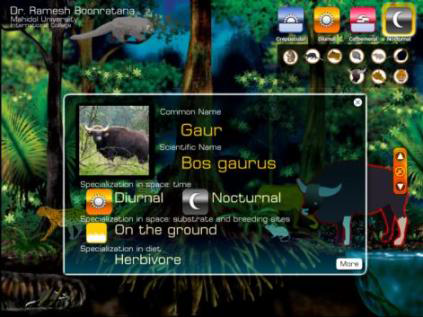 Dr. Ramesh Boonratana
Mahidol University
International College
Crepuscular
Diurnal
Cathemeral
Nocturnal
Common Name
Gaur
Scientific Name
Bos gaurus
Specialization in space: time
Diurnal
Nocturnal
Specialization in space: substrate and breeding sites
On the ground
Specialization in diet
Herbivore
More